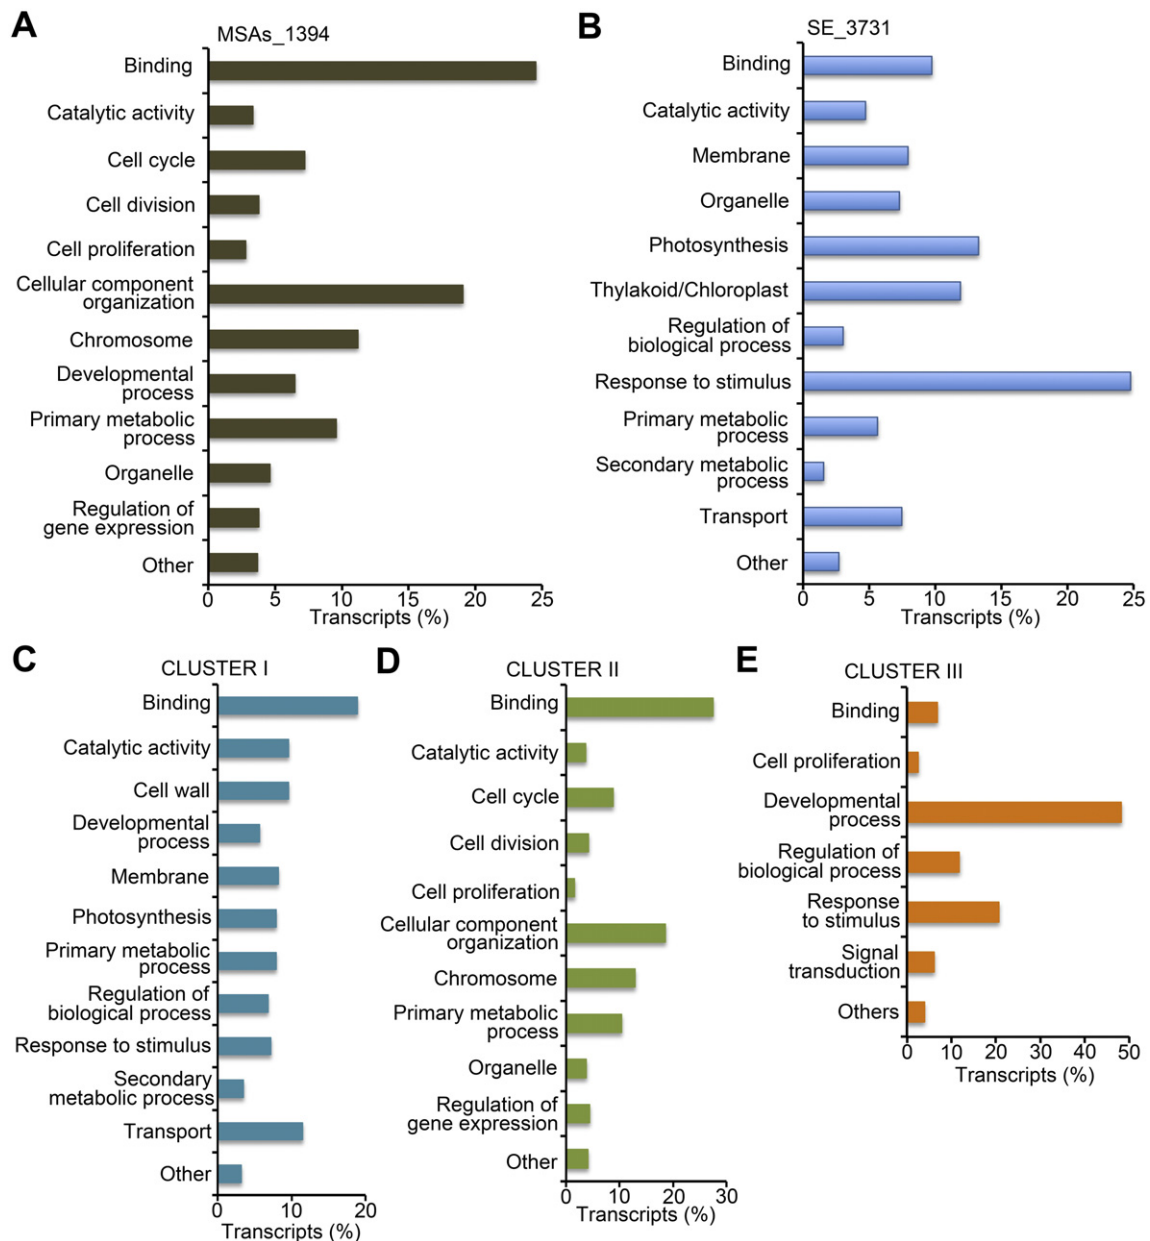 A
MSAs_1394
Binding
Catalytic activity
Cell cycle
Cell division
Cell proliferation
Cellular component
organization
Chromosome
Developmental
process
Primary metabolic
process
Organelle
Regulation of
gene expression
Other
0 5 10 15 20 25
Transcripts (%)
B
SE_3731
Binding
Catalytic activity
Membrane
Organelle
Photosynthesis
Thylakoid/Chloroplast
Regulation of
biological process
Response to stimulus
Primary metabolic
process
Secondary metabolic
process
Transport
Other
0 5 10 15 20 25
Transcripts (%)
C
CLUSTER I
Binding
Catalytic activity
Cell wall
Developmental
process
Membrane
Photosynthesis
Primary metabolic
process
Regulation of
biological process
Response to stimulus
Secondary
metabolic process
Transport
Other
0 10 20
Transcripts (%)
D
CLUSTER II
Binding
Catalytic activity
Cell cycle
Cell division
Cell proliferation
Cellular component
organization
Chromosome
Primary metabolic
process
Organelle
Regulation of
gene expression
Other
0 10 20 30
Transcripts (%)
E
CLUSTER III
Binding
Cell proliferation
Developmental
process
Regulation of
biological process
Response
to stimulus
Signal
transduction
Others
0 10 20 30 40 50
Transcripts (%)